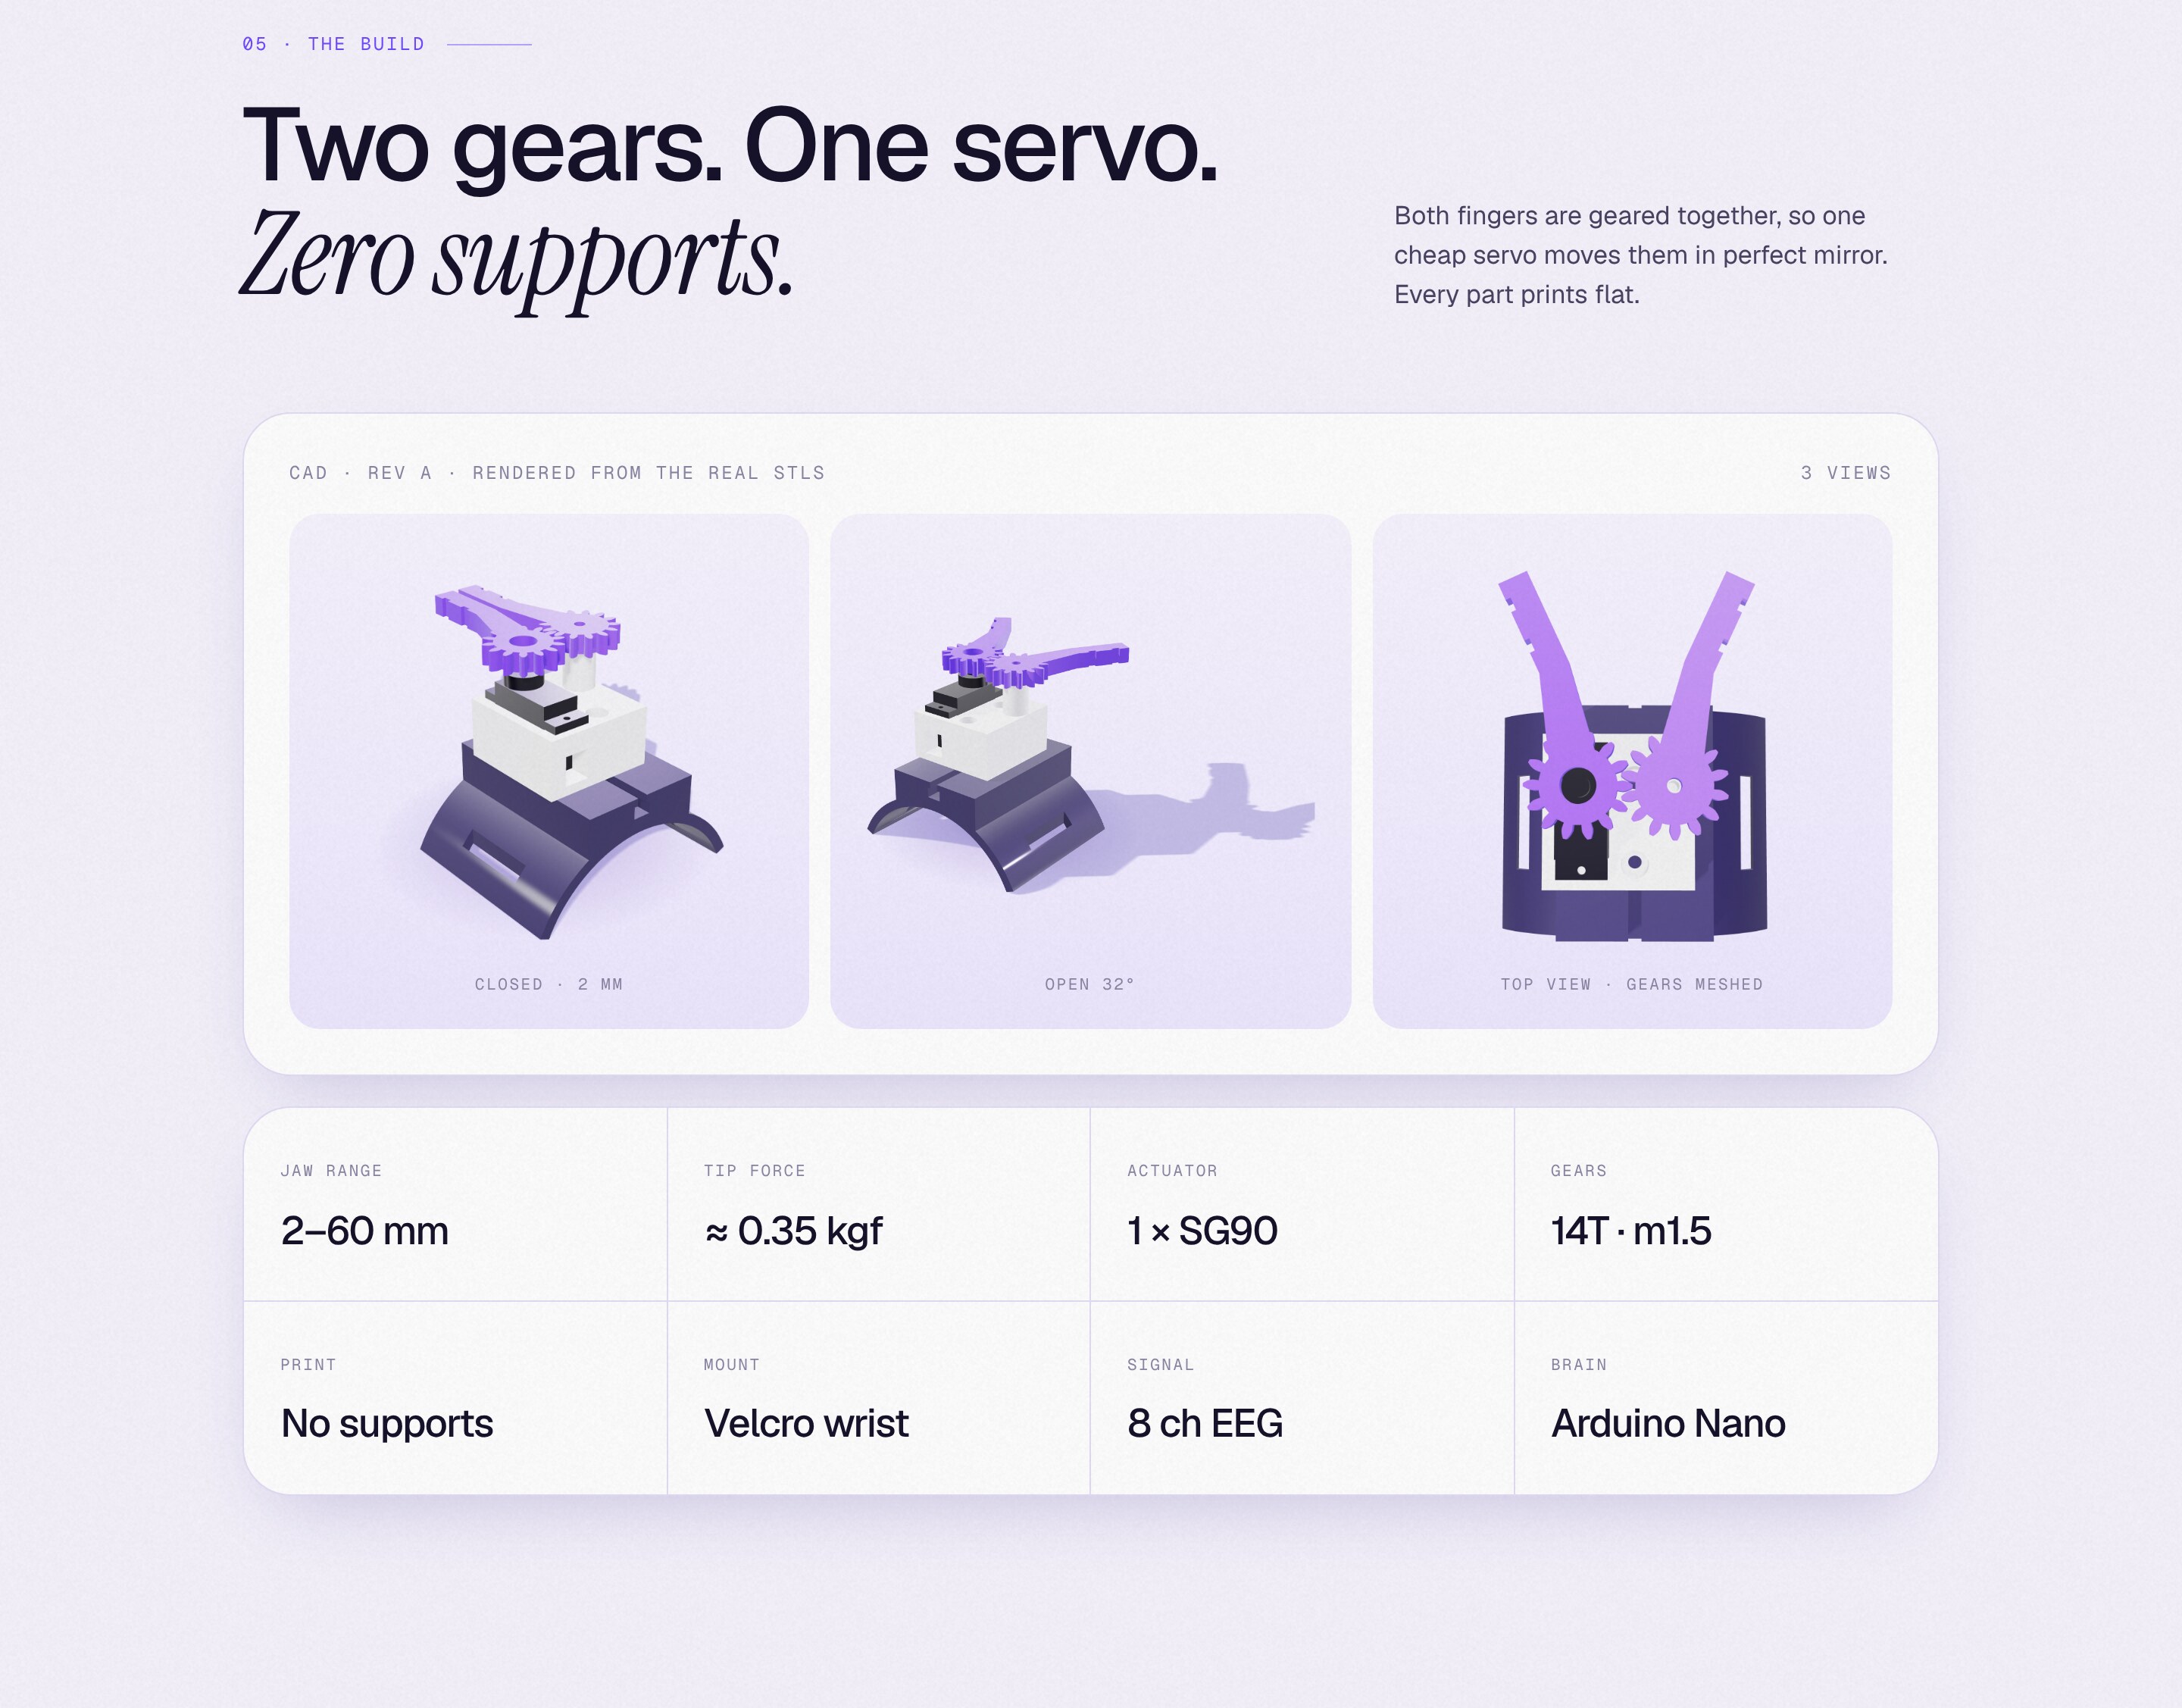 05 · THE BUILD
Two gears. One servo.
Zero supports.
Both fingers are geared together, so one
cheap servo moves them in perfect mirror.
Every part prints flat.
CAD · REV A · RENDERED FROM THE REAL STLS
3 VIEWS
CLOSED · 2 MM
OPEN 32°
TOP VIEW · GEARS MESHED
JAW RANGE
2–60 mm
TIP FORCE
≈ 0.35 kgf
ACTUATOR
1 × SG90
GEARS
14T · m1.5
PRINT
No supports
MOUNT
Velcro wrist
SIGNAL
8 ch EEG
BRAIN
Arduino Nano